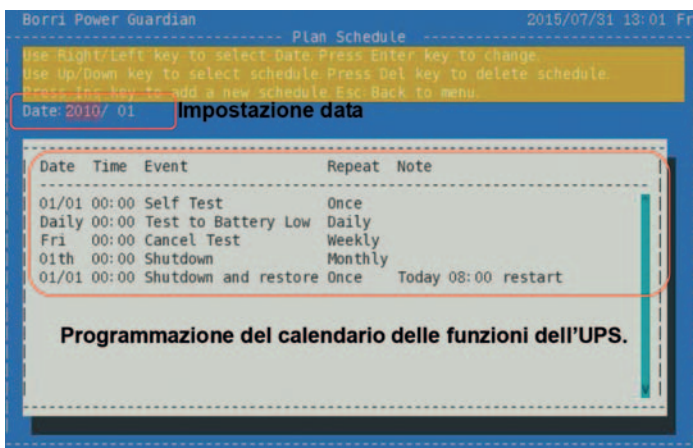 Borri Power Guardian 2015/07/31 13:01 Fr
Plan Schedule
Use Right/Left key to select Date. Press Enter key to change.
Use Up/Down key to select schedule. Press Del key to delete schedule.
Press Ins key to add a new schedule. Esc: Back to menu.
Date: 2010/ 01 Impostazione data
Date Time Event Repeat Note
01/01 00:00 Self Test Once
Daily 00:00 Test to Battery Low Daily
Fri 00:00 Cancel Test Weekly
01th 00:00 Shutdown Monthly
01/01 00:00 Shutdown and restore Once Today 08:00 restart
Programmazione del calendario delle funzioni dell’UPS.